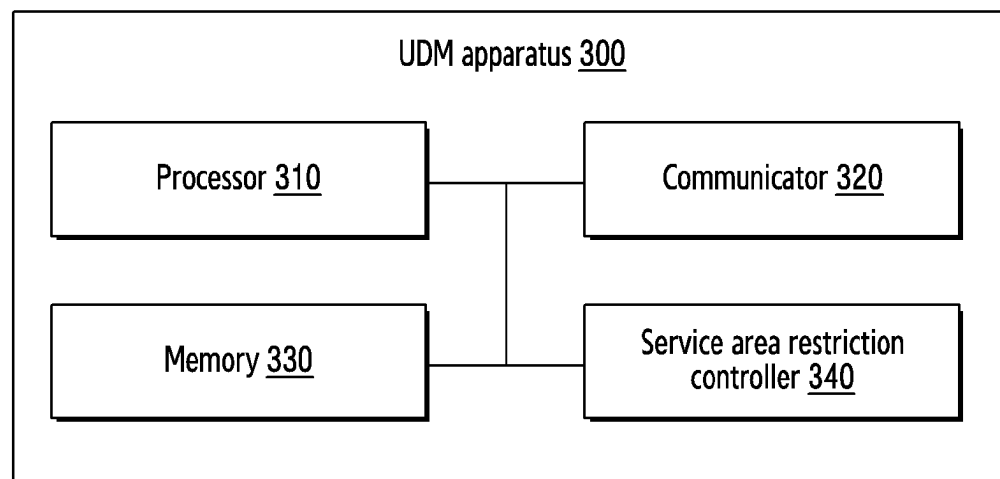 UDM apparatus 300
Processor 310
Communicator 320
Memory 330
Service area restriction
controller 340